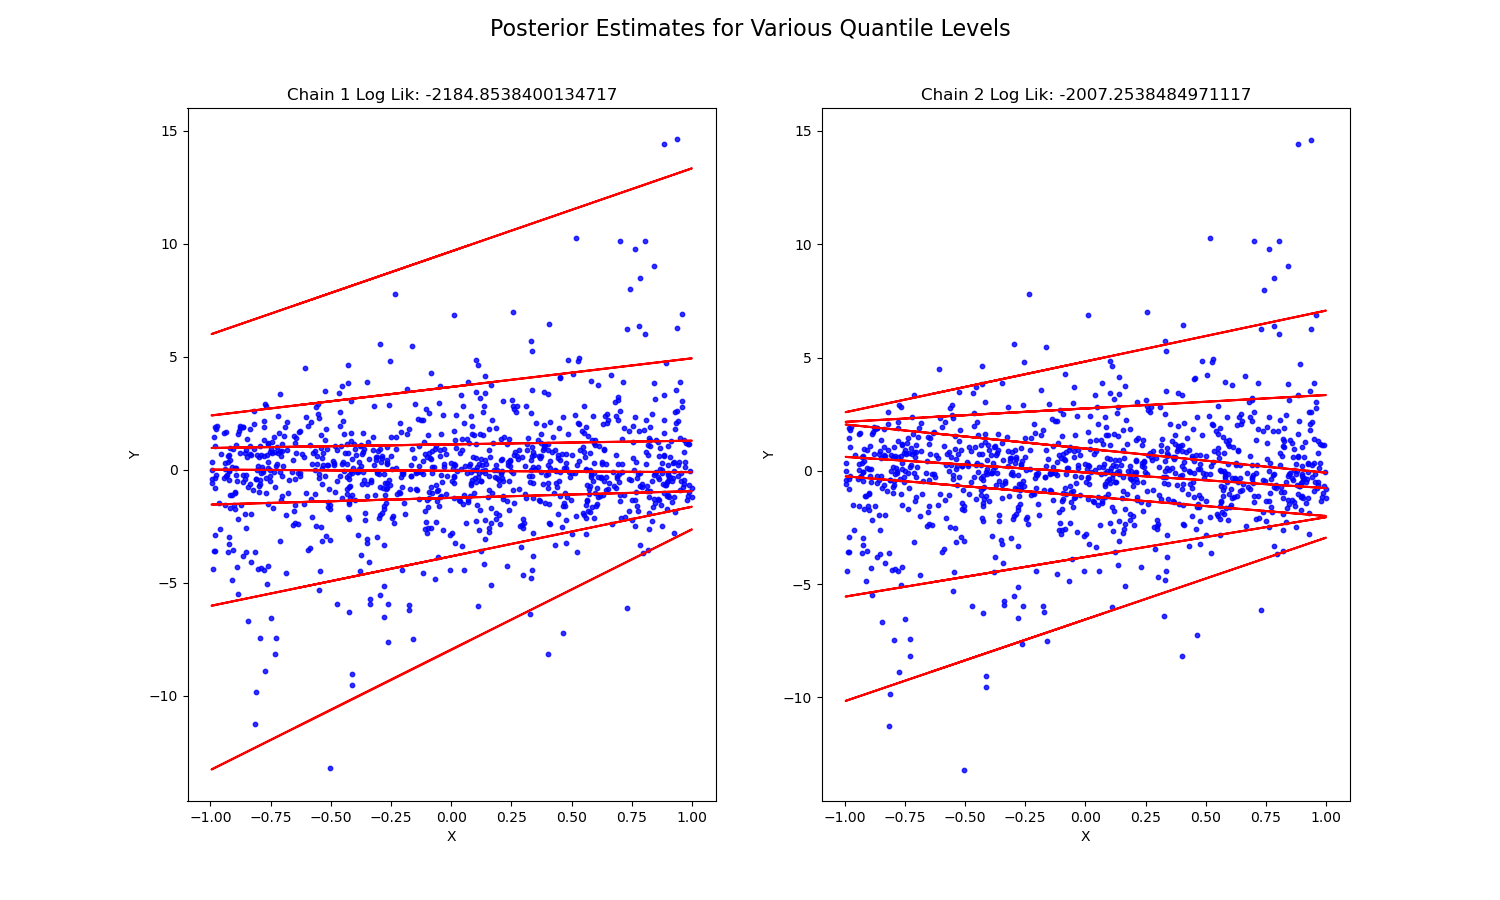 Posterior Estimates for Various Quantile Levels
Chain 1 Log Lik: -2184.8538400134717
15
10
5
0
−5
−10
Y
−1.00 −0.75 −0.50 −0.25 0.00 0.25 0.50 0.75 1.00
X
Chain 2 Log Lik: -2007.2538484971117
15
10
5
0
−5
−10
Y
−1.00 −0.75 −0.50 −0.25 0.00 0.25 0.50 0.75 1.00
X